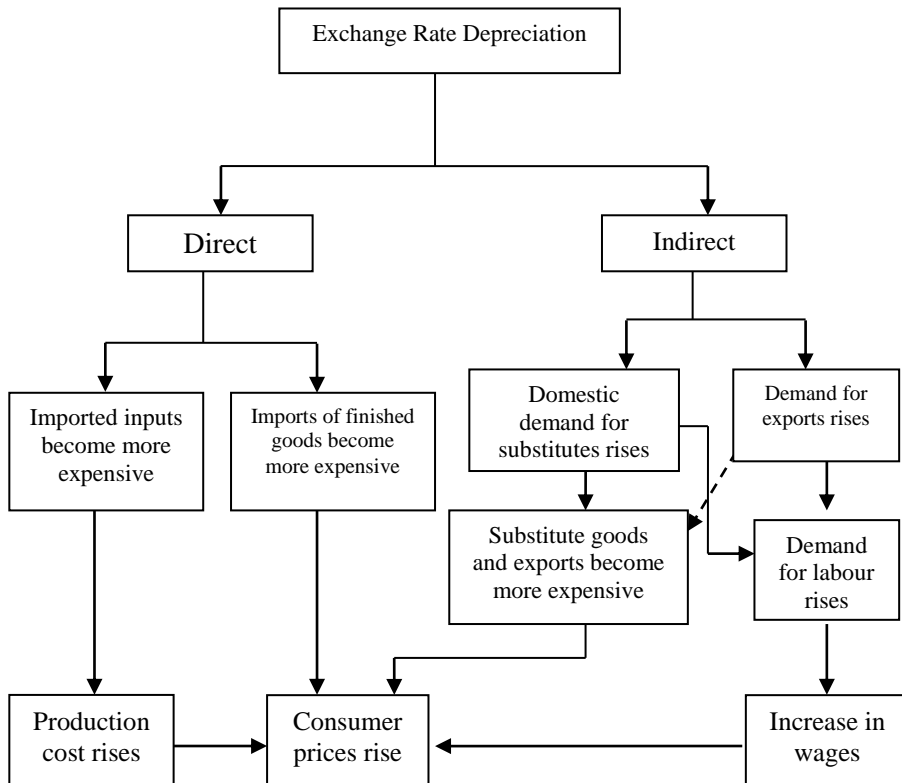 Exchange Rate Depreciation
Direct
Indirect
Imported inputs
become more
expensive
Imports of finished
goods become
more expensive
Domestic
demand for
substitutes rises
Demand for
exports rises
Substitute goods
and exports become
more expensive
Demand
for labour
rises
Production
cost rises
Consumer
prices rise
Increase in
wages